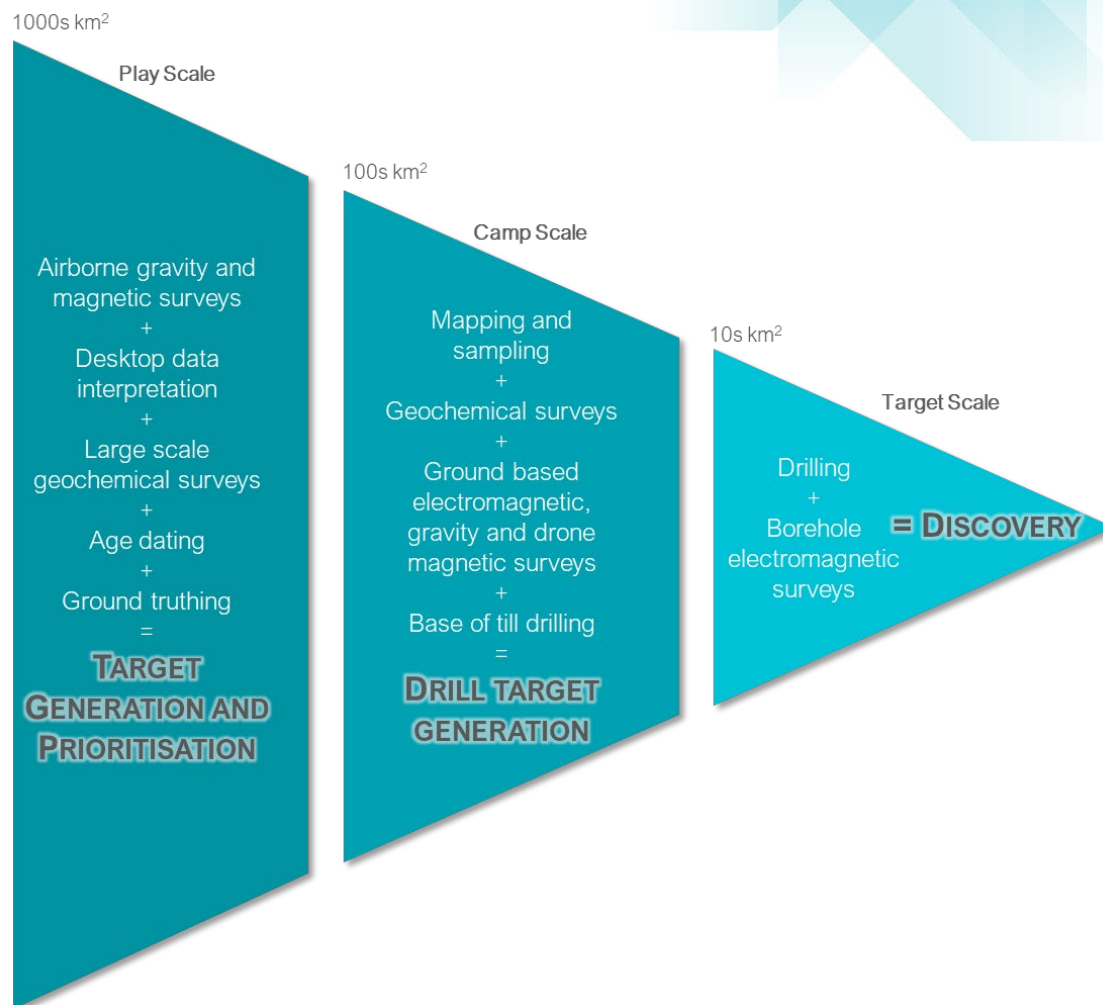 1000s km²
Play Scale
Airborne gravity and
magnetic surveys
+
Desktop data
interpretation
+
Large scale
geochemical surveys
+
Age dating
+
Ground truthing
=
TARGET
GENERATION AND
PRIORITISATION
100s km²
Camp Scale
Mapping and
sampling
+
Geochemical surveys
+
Ground based
electromagnetic,
gravity and drone
magnetic surveys
+
Base of till drilling
=
DRILL TARGET
GENERATION
10s km²
Target Scale
Drilling
+
Borehole
electromagnetic
surveys
= DISCOVERY